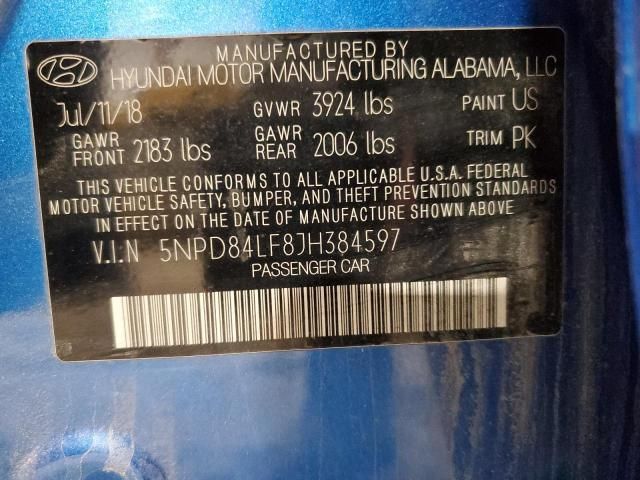 MANUFACTURED BY
HYUNDAI MOTOR MANUFACTURING ALABAMA, LLC
Jul/11/18 GVWR 3924 lbs PAINT US
GAWR FRONT 2183 lbs GAWR REAR 2006 lbs TRIM PK
THIS VEHICLE CONFORMS TO ALL APPLICABLE U.S.A. FEDERAL
MOTOR VEHICLE SAFETY, BUMPER, AND THEFT PREVENTION STANDARDS
IN EFFECT ON THE DATE OF MANUFACTURE SHOWN ABOVE
V.I.N 5NPD84LF8JH384597
PASSENGER CAR